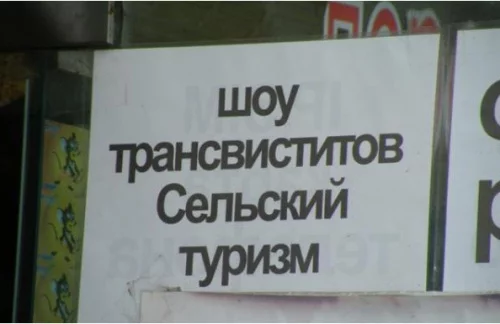 шоу
трансвиститов
Сельский
туризм